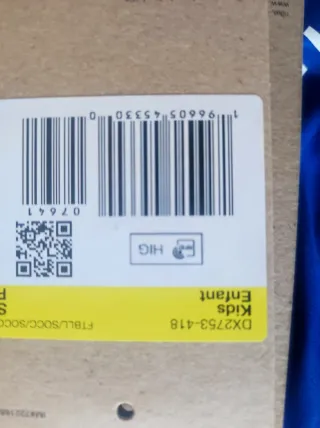 DX2753-418
Kids
Enfant
FTBLL/SOCC/SOCC
HIG
07641
1 96605 45330 0